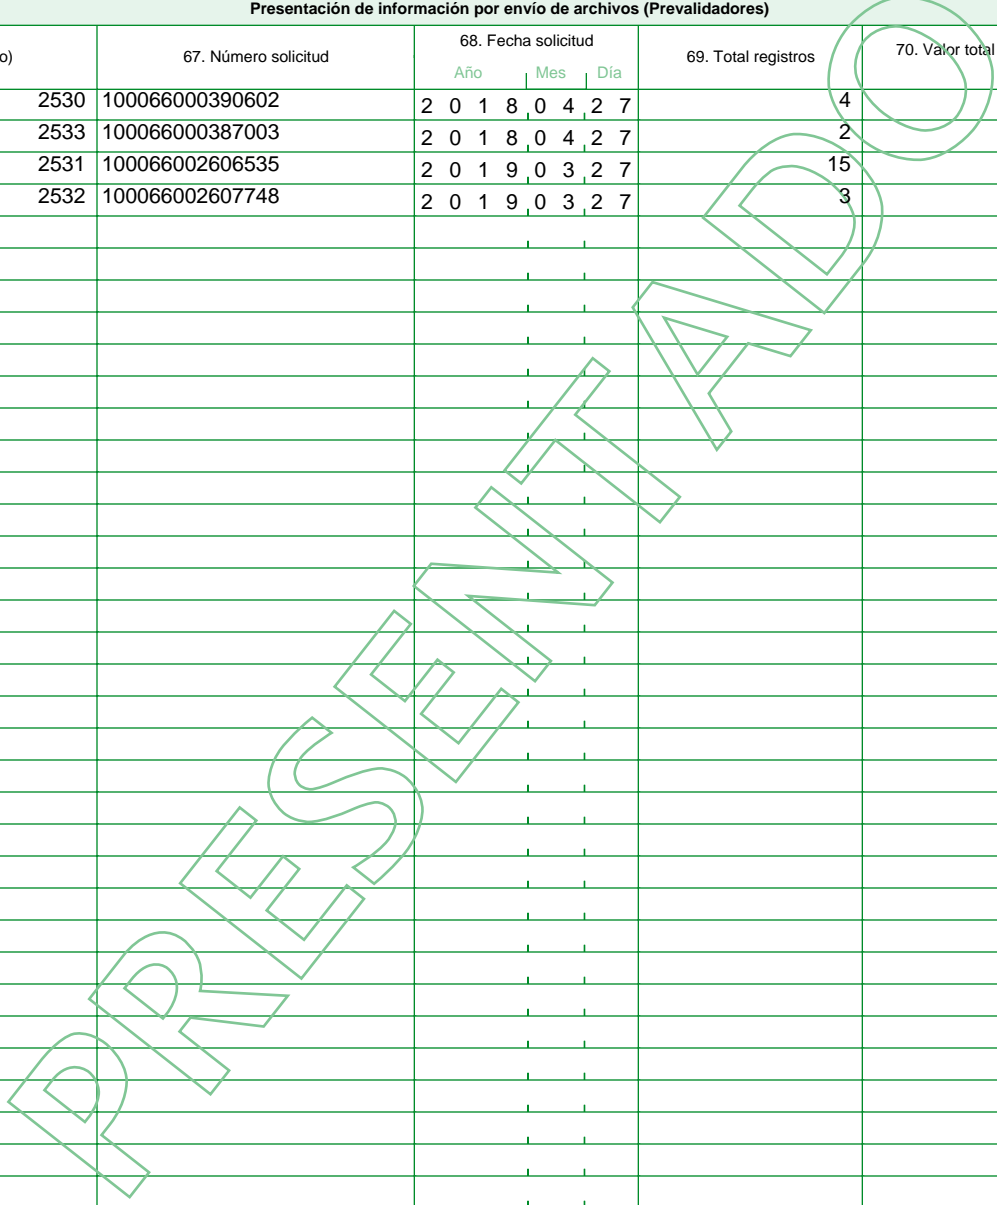 Presentación de información por envío de archivos (Prevalidadores)
o) 67. Número solicitud 68. Fecha solicitud 69. Total registros 70. Valor total
Año Mes Día
2530 100066000390602 2 0 1 8 0 4 2 7 4
2533 100066000387003 2 0 1 8 0 4 2 7 2
2531 100066002606535 2 0 1 9 0 3 2 7 15
2532 100066002607748 2 0 1 9 0 3 2 7 3
PRESENTADO